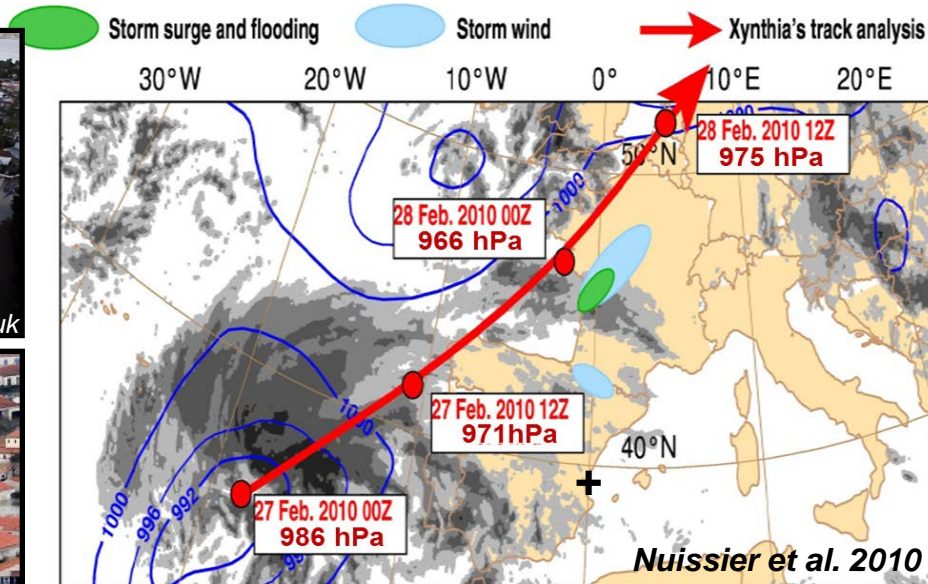 Storm surge and flooding
Storm wind
Xynthia's track analysis
30°W 20°W 10°W 0° 10°E 20°E
28 Feb. 2010 12Z
975 hPa
50°N
1000
28 Feb. 2010 00Z
966 hPa
1000
uk
27 Feb. 2010 12Z
971hPa
40°N
27 Feb. 2010 00Z
986 hPa
1000
996
992
Nuissier et al. 2010